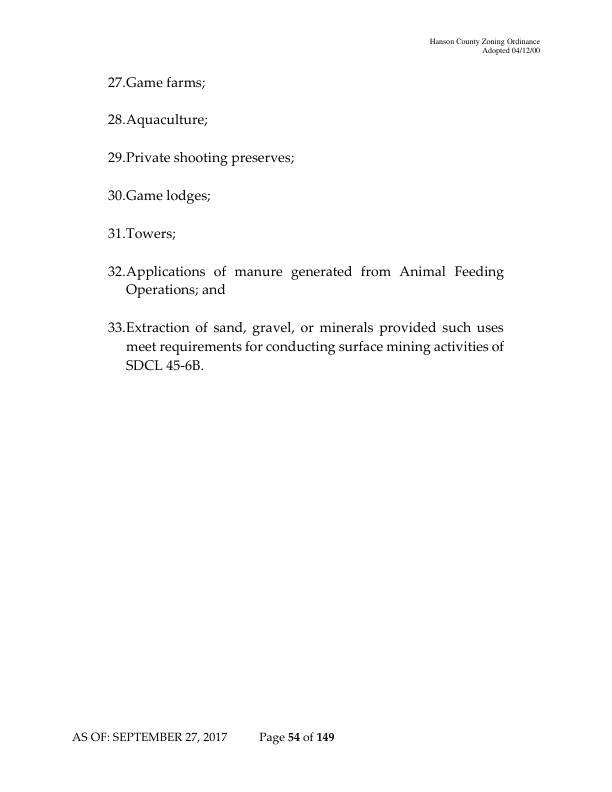 Hanson County Zoning Ordinance
Adopted 04/12/00
27.Game farms;
28.Aquaculture;
29.Private shooting preserves;
30.Game lodges;
31.Towers;
32.Applications of manure generated from Animal Feeding
Operations; and
33.Extraction of sand, gravel, or minerals provided such uses
meet requirements for conducting surface mining activities of
SDCL 45-6B.
AS OF: SEPTEMBER 27, 2017 Page 54 of 149